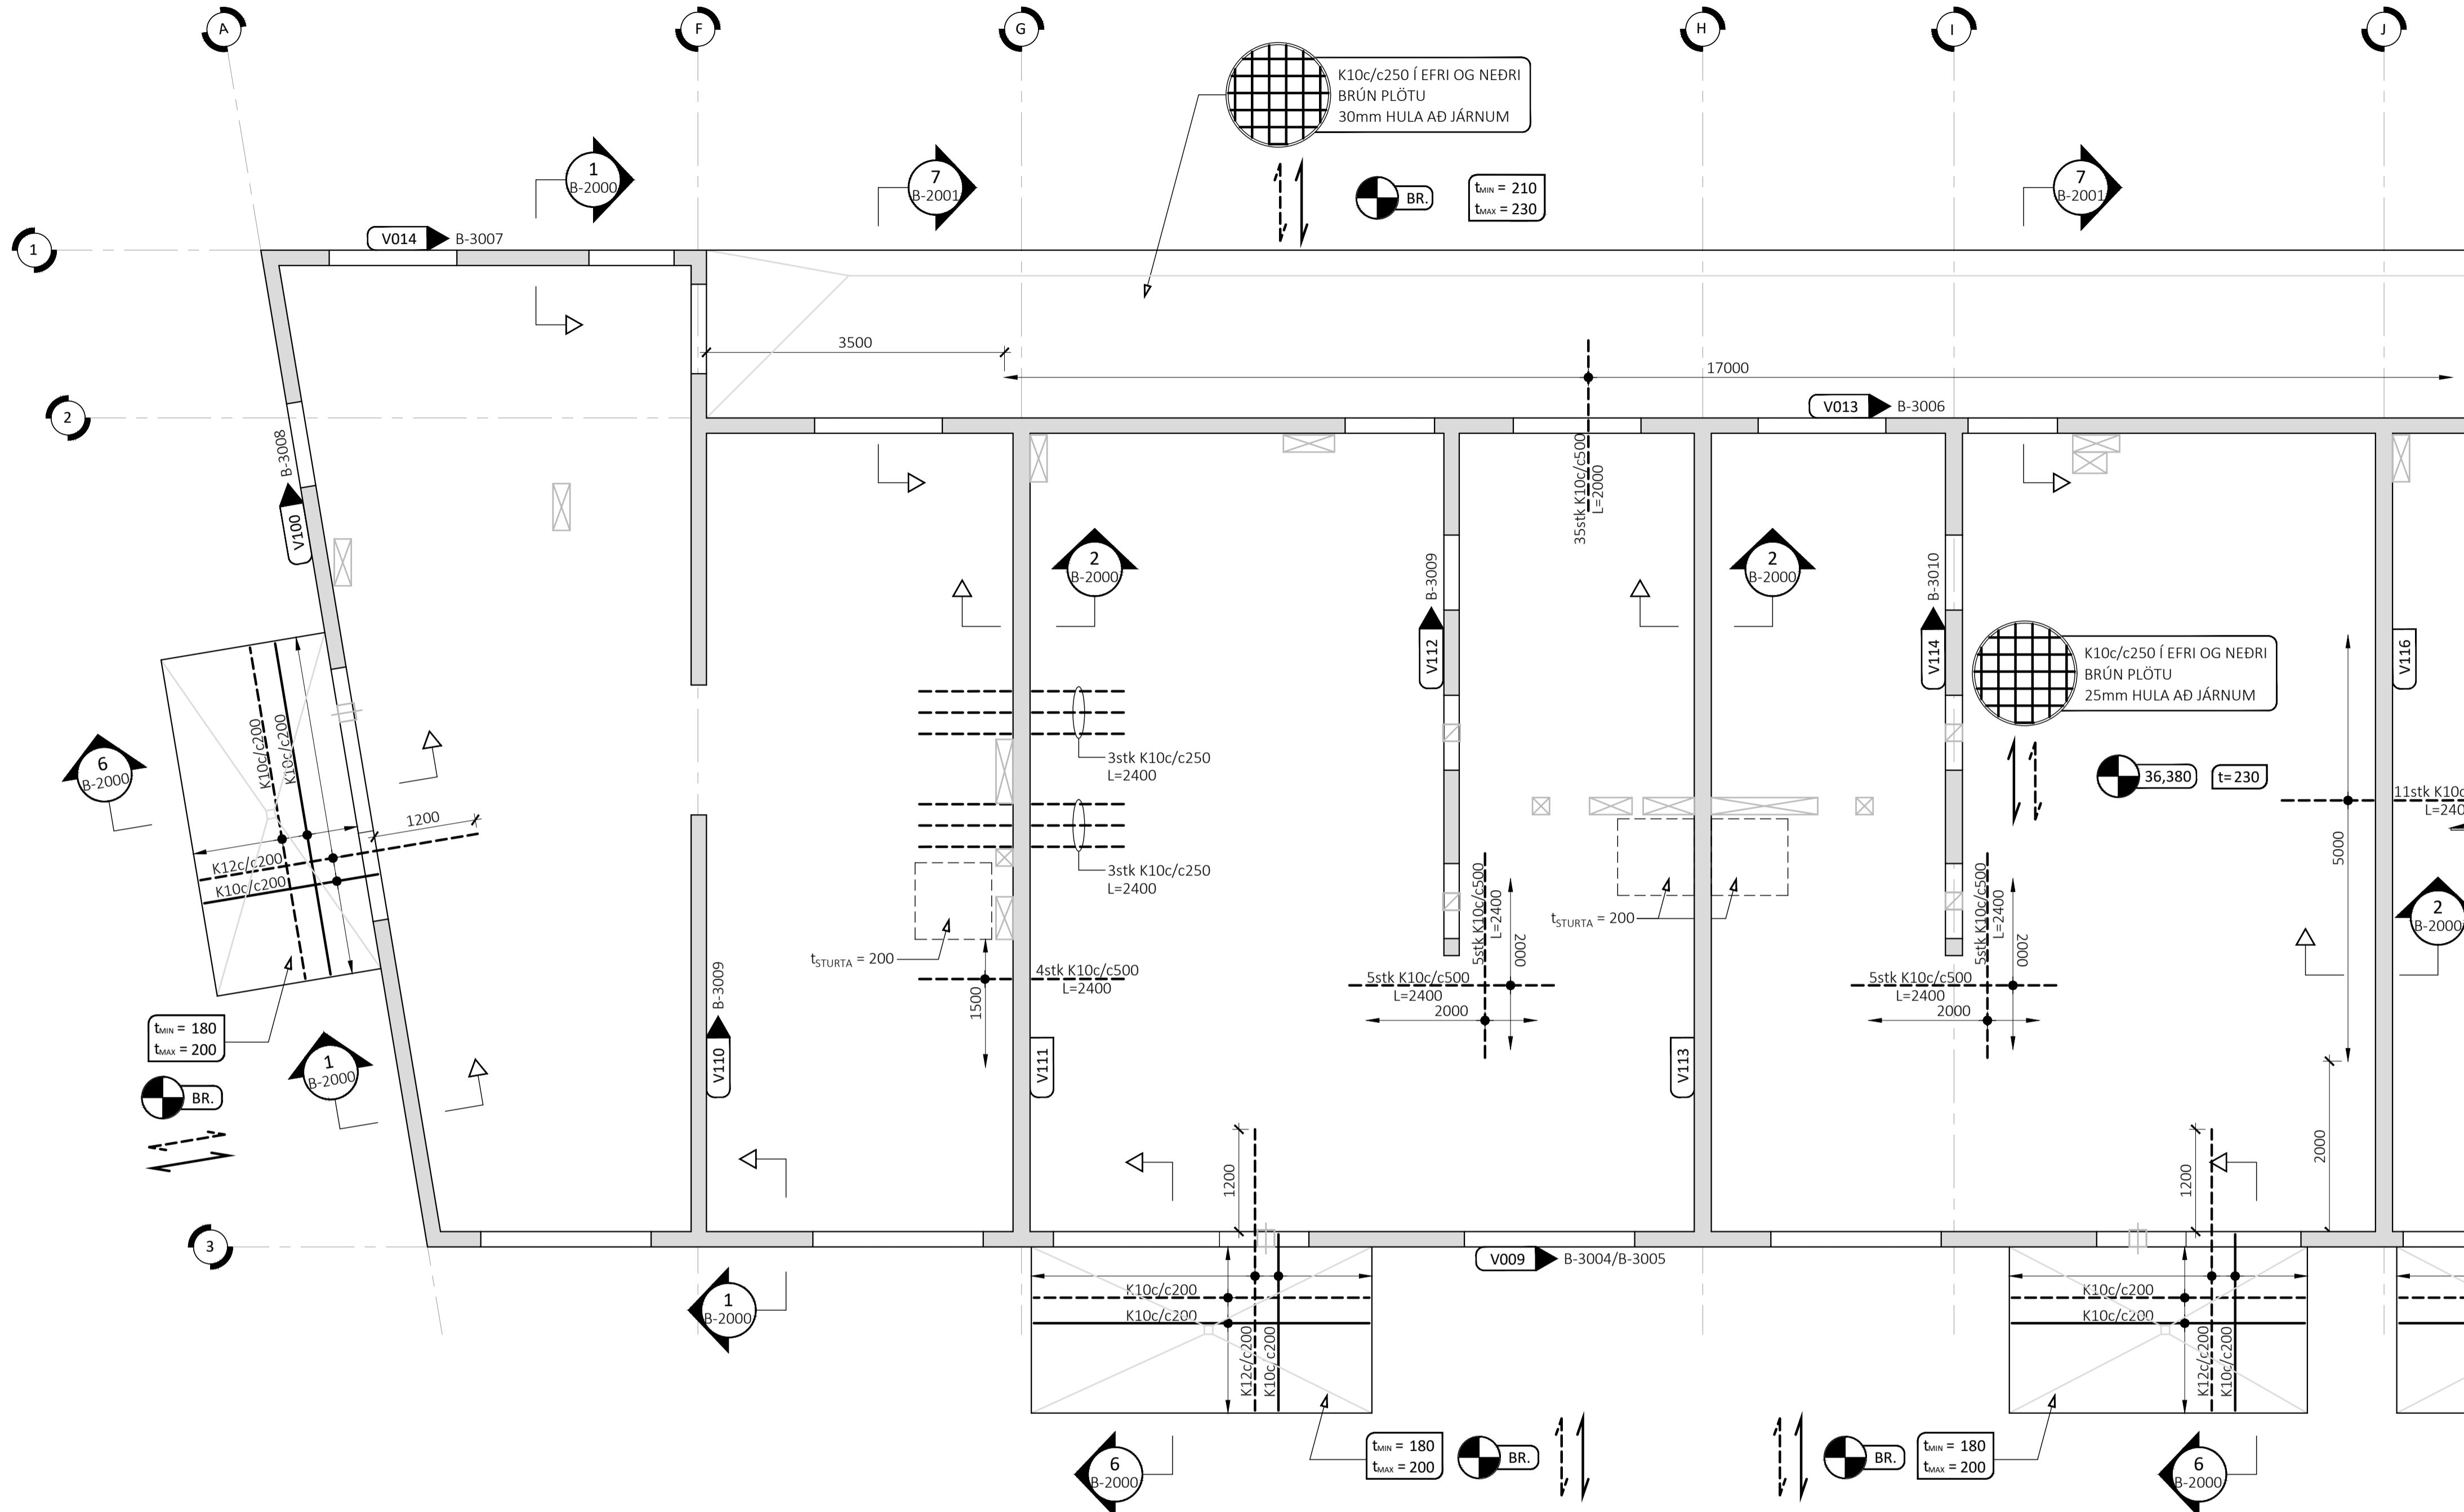 A
F
G
H
I
J
K10c/c250 Í EFRI OG NEÐRI
BRÚN PLÖTU
30mm HULA AÐ JÁRNUM
1
B-2000
7
B-2001
BR.
tMIN = 210
tMAX = 230
7
B-2001
1
V014
B-3007
3500
17000
2
V013
B-3006
B-3008
V100
35stk K10c/c500
L=2000
2
B-2000
2
B-2000
B-3009
V112
B-3010
V114
K10c/c250 Í EFRI OG NEÐRI
BRÚN PLÖTU
25mm HULA AÐ JÁRNUM
V116
K10c/c200
K10c/c200
6
B-2000
3stk K10c/c250
L=2400
36,380
t=230
11stk K10c
L=240
1200
K12c/c200
K10c/c200
5000
3stk K10c/c250
L=2400
tSTURTA = 200
tSTURTA = 200
5stk K10c/c500
L=2400
2000
5stk K10c/c500
L=2400
2000
2
B-2000
4stk K10c/c500
L=2400
1500
5stk K10c/c500
L=2400
2000
5stk K10c/c500
L=2400
2000
tMIN = 180
tMAX = 200
BR.
1
B-2000
B-3009
V110
V111
V113
1200
1200
2000
3
V009
B-3004/B-3005
1
B-2000
K10c/c200
K10c/c200
K12c/c200
K10c/c200
K10c/c200
K10c/c200
K12c/c200
K10c/c200
6
B-2000
tMIN = 180
tMAX = 200
BR.
BR.
tMIN = 180
tMAX = 200
6
B-2000